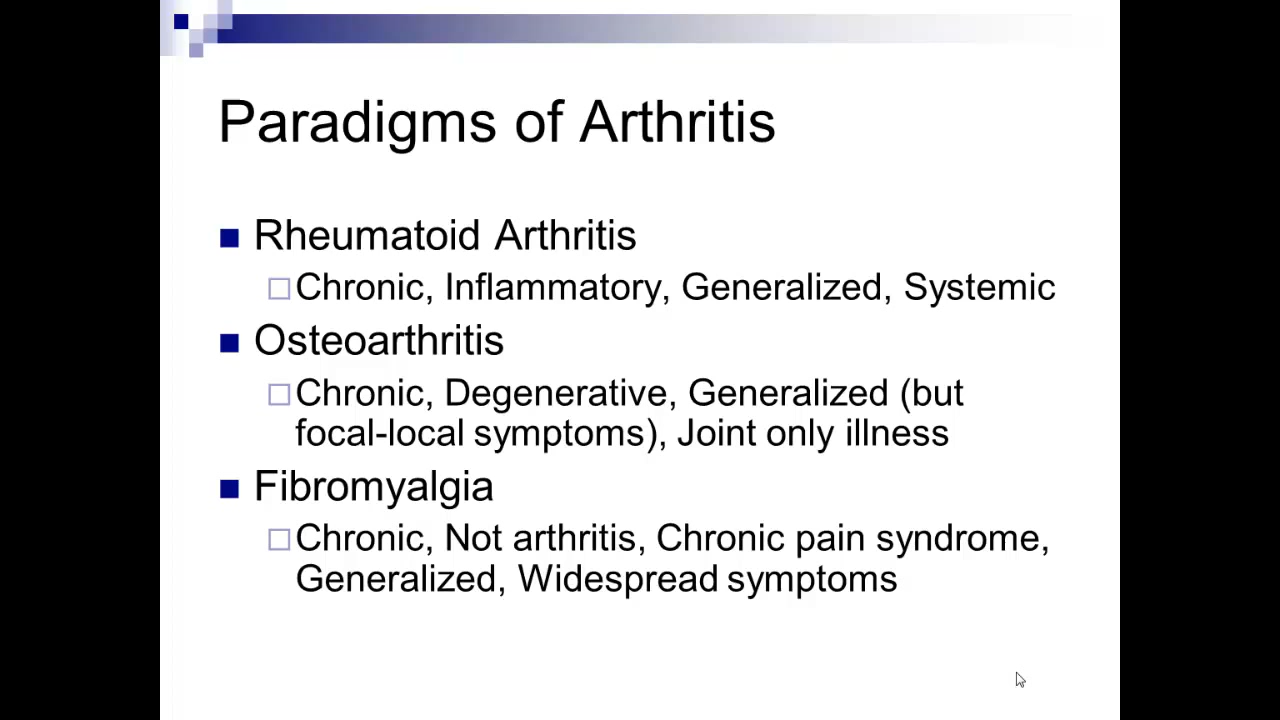 Paradigms of Arthritis
Rheumatoid Arthritis
Chronic, Inflammatory, Generalized, Systemic
Osteoarthritis
Chronic, Degenerative, Generalized (but
focal-local symptoms), Joint only illness
Fibromyalgia
Chronic, Not arthritis, Chronic pain syndrome,
Generalized, Widespread symptoms